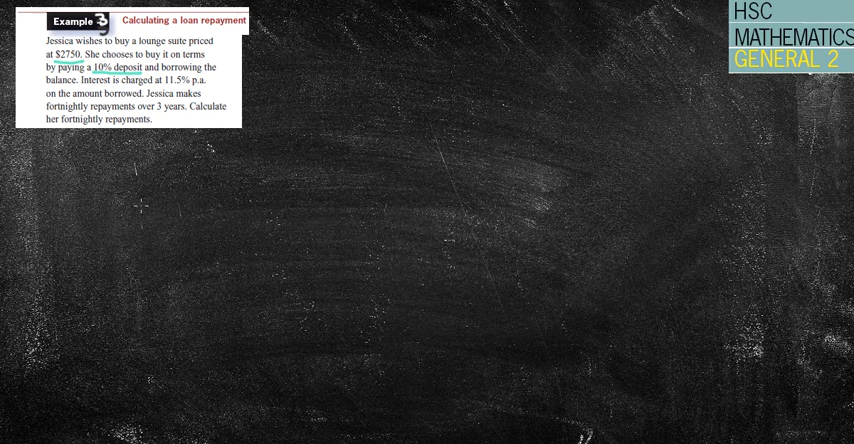 Example 3 Calculating a loan repayment
Jessica wishes to buy a lounge suite priced
at $2750. She chooses to buy it on terms
by paying a 10% deposit and borrowing the
balance. Interest is charged at 11.5% p.a.
on the amount borrowed. Jessica makes
fortnightly repayments over 3 years. Calculate
her fortnightly repayments.
HSC
MATHEMATICS
GENERAL 2